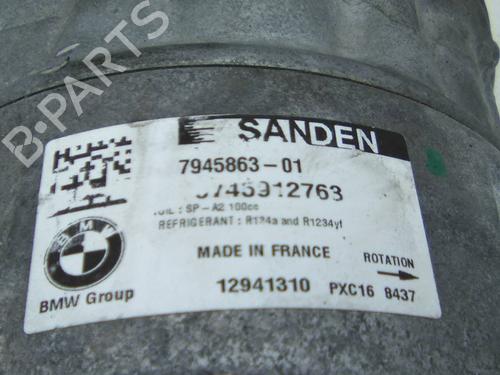 B-PARTS
SANDEN
7945863-01
OIL : SP-A2 100cc
REFRIGERANT : R134a and R1234yf
MADE IN FRANCE
ROTATION
BMW
BMW Group
12941310 PXC16 8437